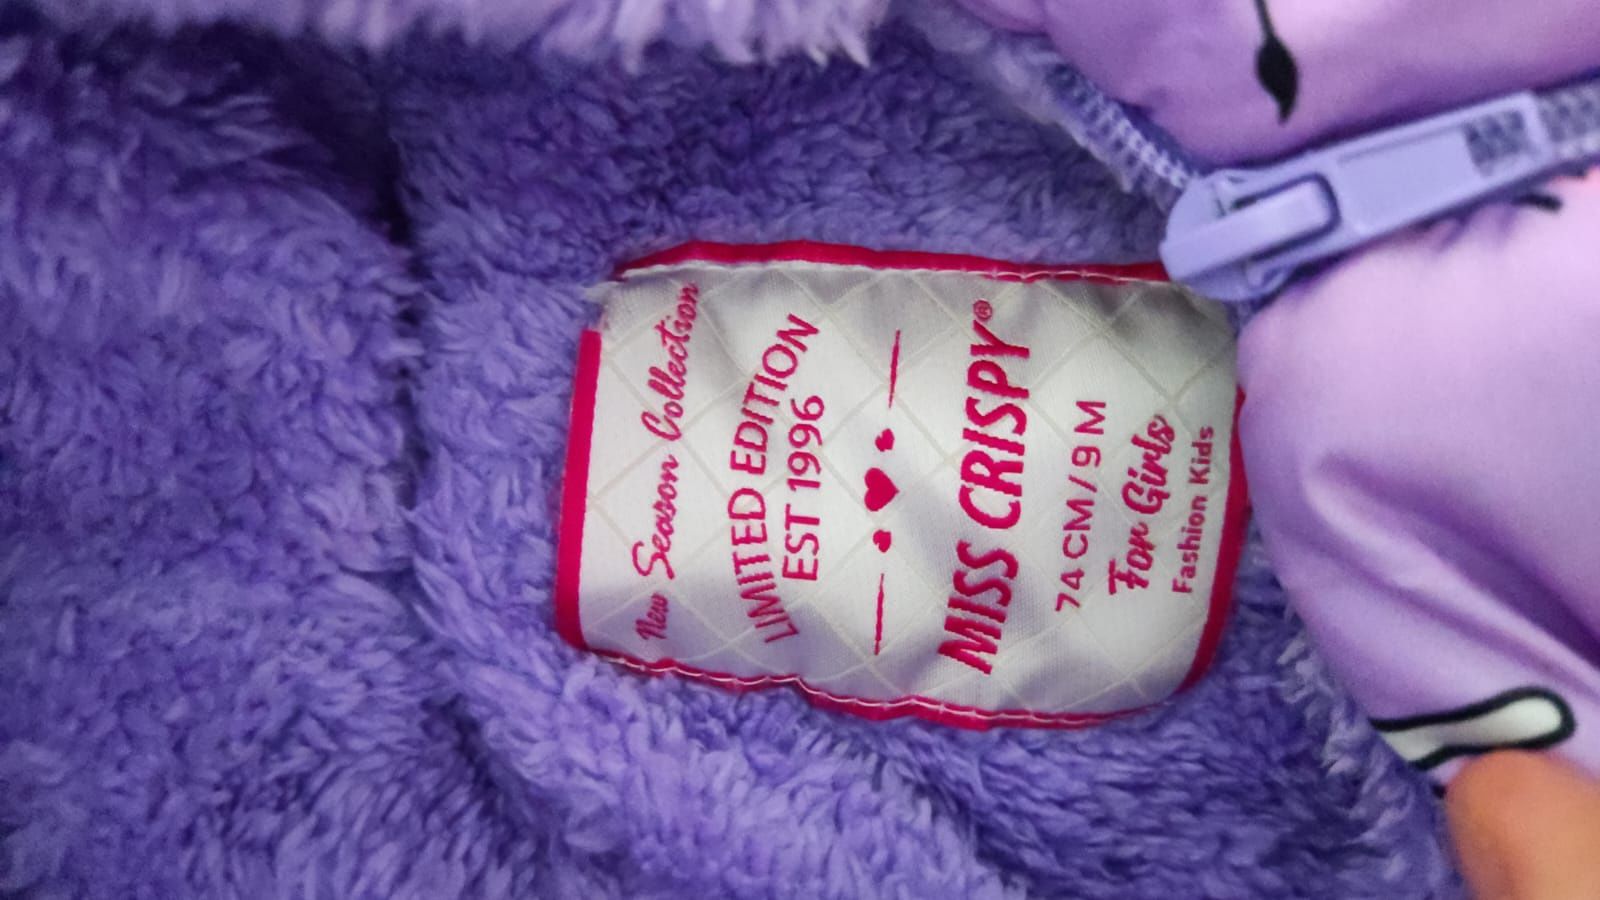 New Season Collection
LIMITED EDITION
EST 1996
MISS CRISPY®
74 CM / 9 M
For Girls
Fashion Kids